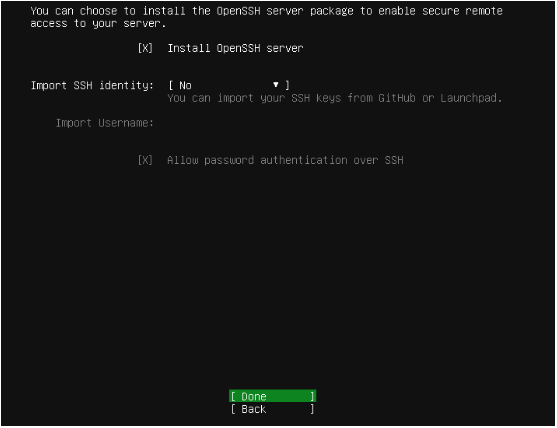 You can choose to install the OpenSSH server package to enable secure remote
access to your server.
[X] Install OpenSSH server
Import SSH identity: [ No ▼ ]
You can import your SSH keys from GitHub or Launchpad.
Import Username:
[X] Allow password authentication over SSH
[ Done ]
[ Back ]